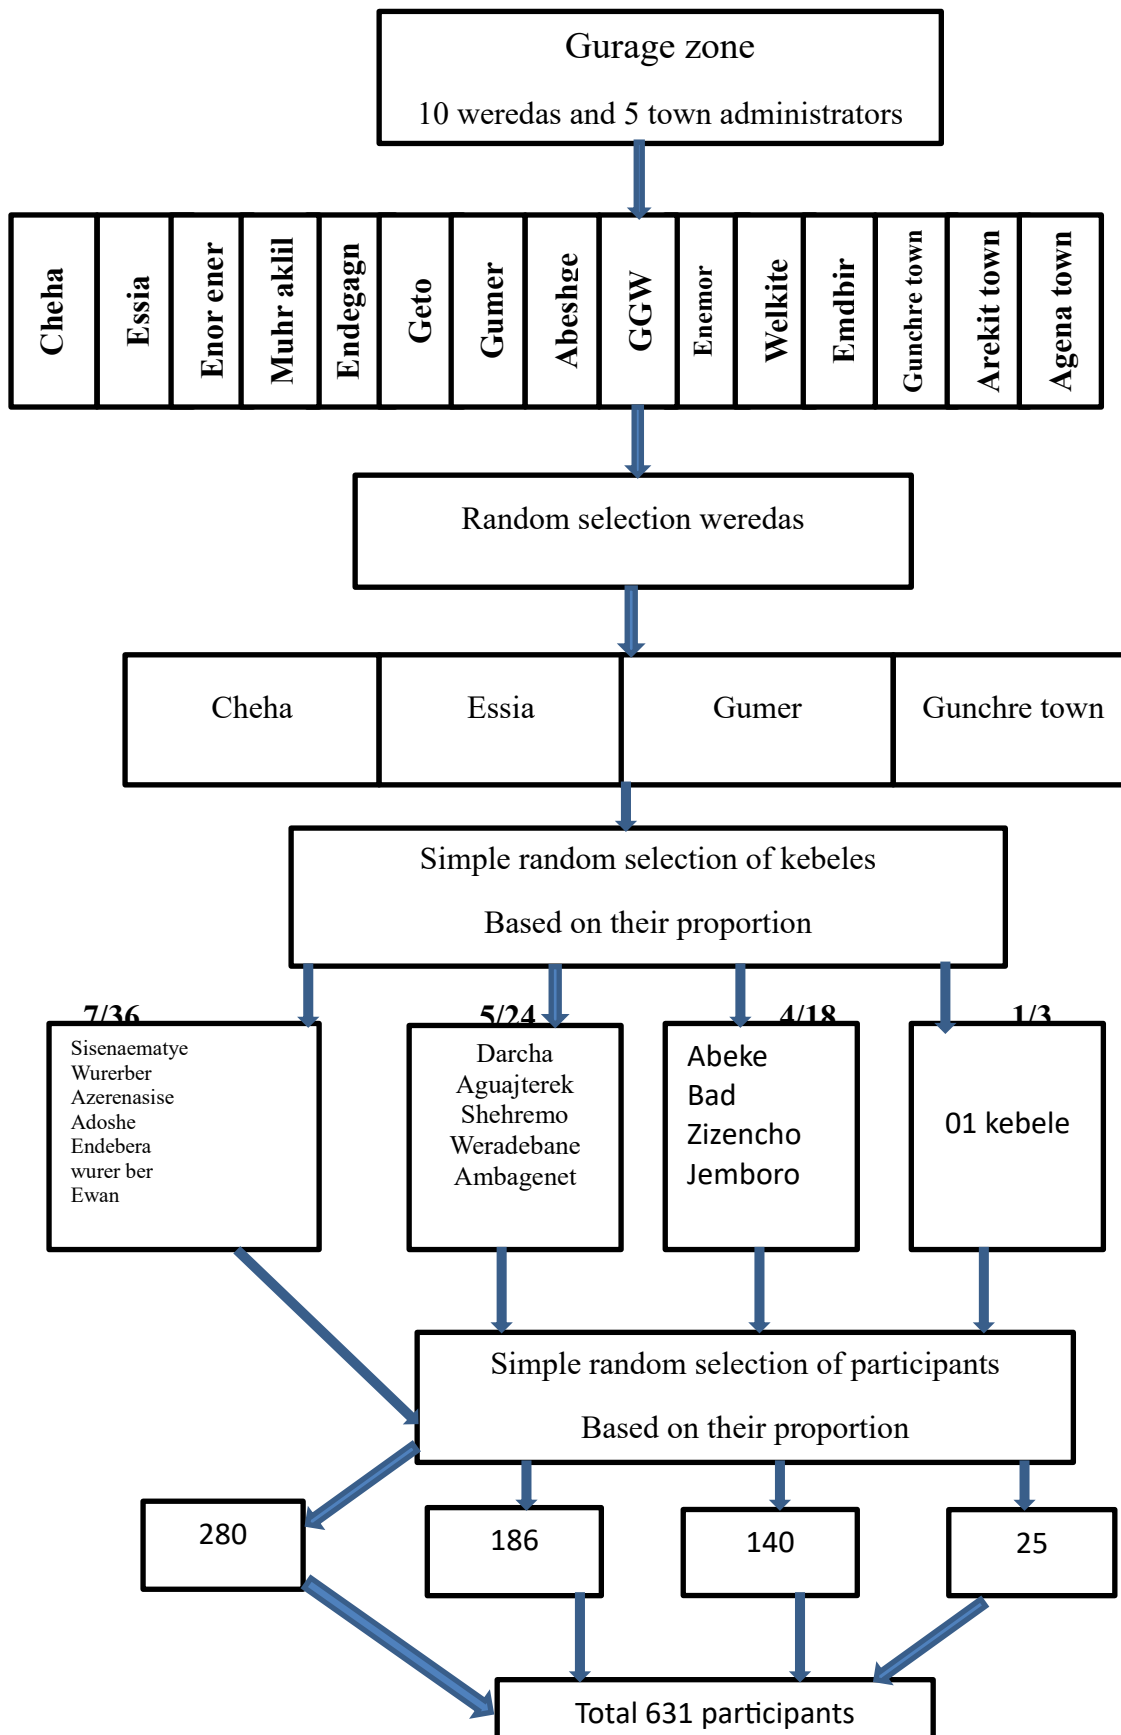 Gurage zone
10 weredas and 5 town administrators
Cheha
Essia
Enor ener
Muhr aklil
Endegagn
Geto
Gumer
Abeshge
GGW
Enemor
Welkite
Emdbir
Gunchre town
Arekit town
Agena town
Random selection weredas
Cheha
Essia
Gumer
Gunchre town
Simple random selection of kebeles
Based on their proportion
7/36
5/24
4/18
1/3
Sisenaematye
Wurerber
Azerenasise
Adoshe
Endebera
wurer ber
Ewan
Darcha
Aguajterek
Shehremo
Weradebane
Ambagenet
Abeke
Bad
Zizencho
Jemboro
01 kebele
Simple random selection of participants
Based on their proportion
280
186
140
25
Total 631 participants